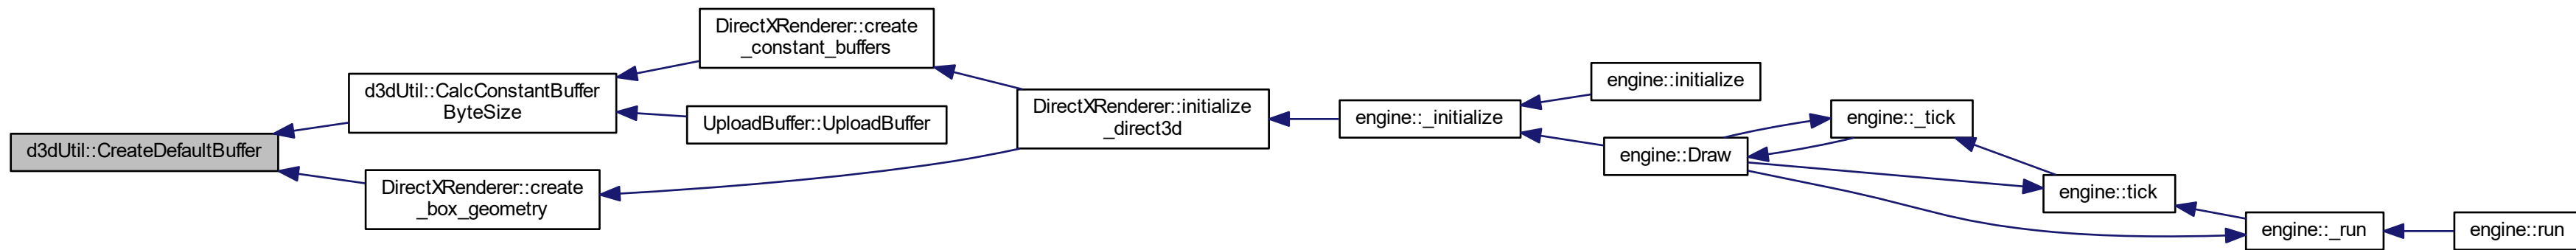 d3dUtil::CreateDefaultBuffer
d3dUtil::CalcConstantBuffer
ByteSize
DirectXRenderer::create
_box_geometry
DirectXRenderer::create
_constant_buffers
UploadBuffer::UploadBuffer
DirectXRenderer::initialize
_direct3d
engine::_initialize
engine::initialize
engine::Draw
engine::_tick
engine::tick
engine::_run
engine::run